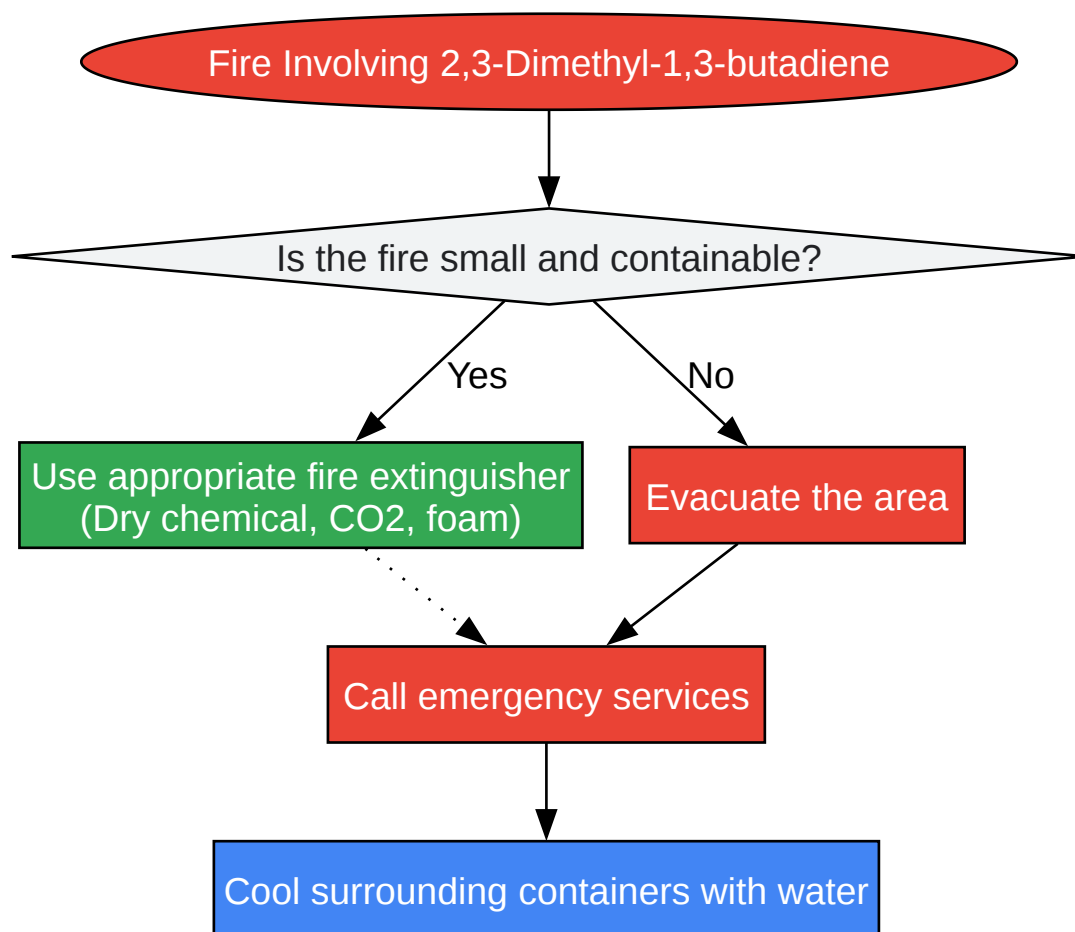 Fire Involving 2,3-Dimethyl-1,3-butadiene
Is the fire small and containable?
Yes
No
Use appropriate fire extinguisher
(Dry chemical, CO2, foam)
Evacuate the area
Call emergency services
Cool surrounding containers with water